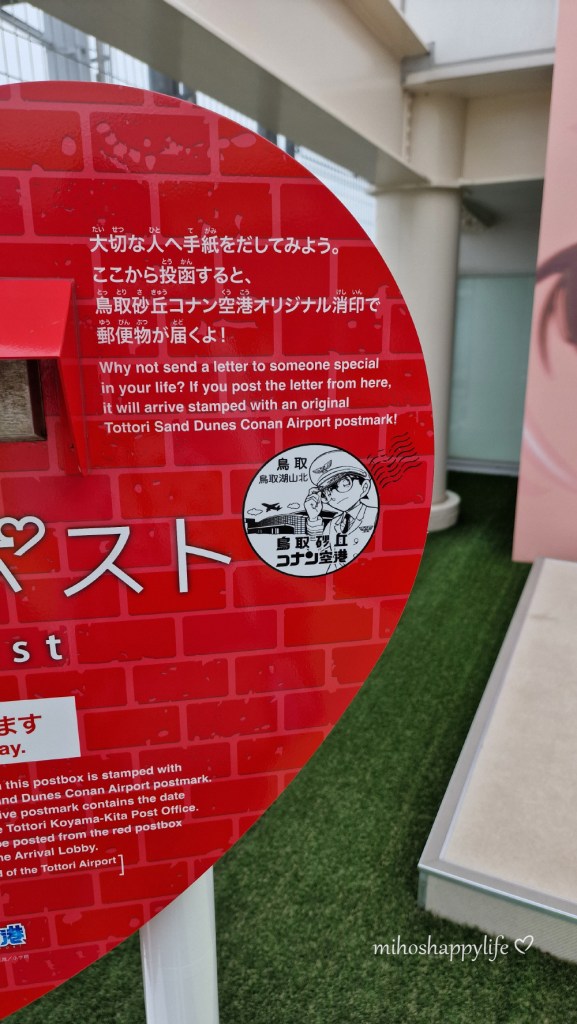 大切な人へ手紙をだしてみよう。
ここから投函すると、
鳥取砂丘コナン空港オリジナル消印で
郵便物が届くよ！
Why not send a letter to someone special
in your life? If you post the letter from here,
it will arrive stamped with an original
Tottori Sand Dunes Conan Airport postmark!
鳥取
鳥取湖山北
鳥取砂丘
コナン空港
スト
st
ます
ay.
this postbox is stamped with
nd Dunes Conan Airport postmark.
ive postmark contains the date
e Tottori Koyama-Kita Post Office.
be posted from the red postbox
he Arrival Lobby.
of the Tottori Airport]
港
mihoshappylife♡